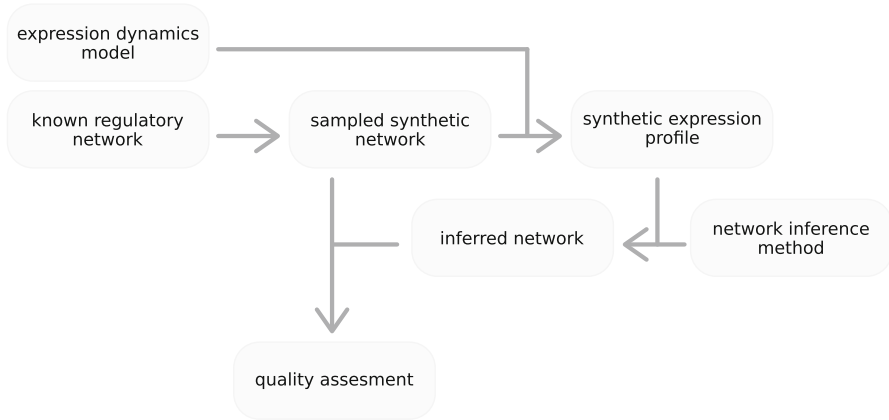 expression dynamics
model
known regulatory
network
sampled synthetic
network
synthetic expression
profile
inferred network
network inference
method
quality assesment